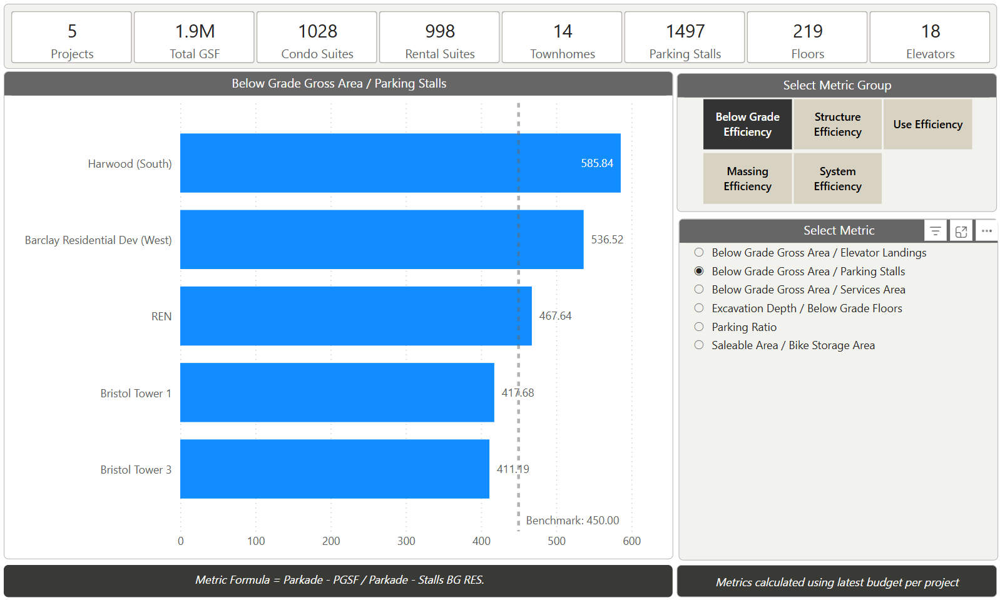 5
Projects
1.9M
Total GSF
1028
Condo Suites
998
Rental Suites
14
Townhomes
1497
Parking Stalls
219
Floors
18
Elevators
Below Grade Gross Area / Parking Stalls
Harwood (South)
585.84
Barclay Residential Dev (West)
536.52
REN
467.64
Bristol Tower 1
417.68
Bristol Tower 3
411.19
Benchmark: 450.00
0 100 200 300 400 500 600
Metric Formula = Parkade - PGSF / Parkade - Stalls BG RES.
Select Metric Group
Below Grade
Efficiency
Structure
Efficiency
Use Efficiency
Massing
Efficiency
System
Efficiency
Select Metric
Below Grade Gross Area / Elevator Landings
Below Grade Gross Area / Parking Stalls
Below Grade Gross Area / Services Area
Excavation Depth / Below Grade Floors
Parking Ratio
Saleable Area / Bike Storage Area
Metrics calculated using latest budget per project